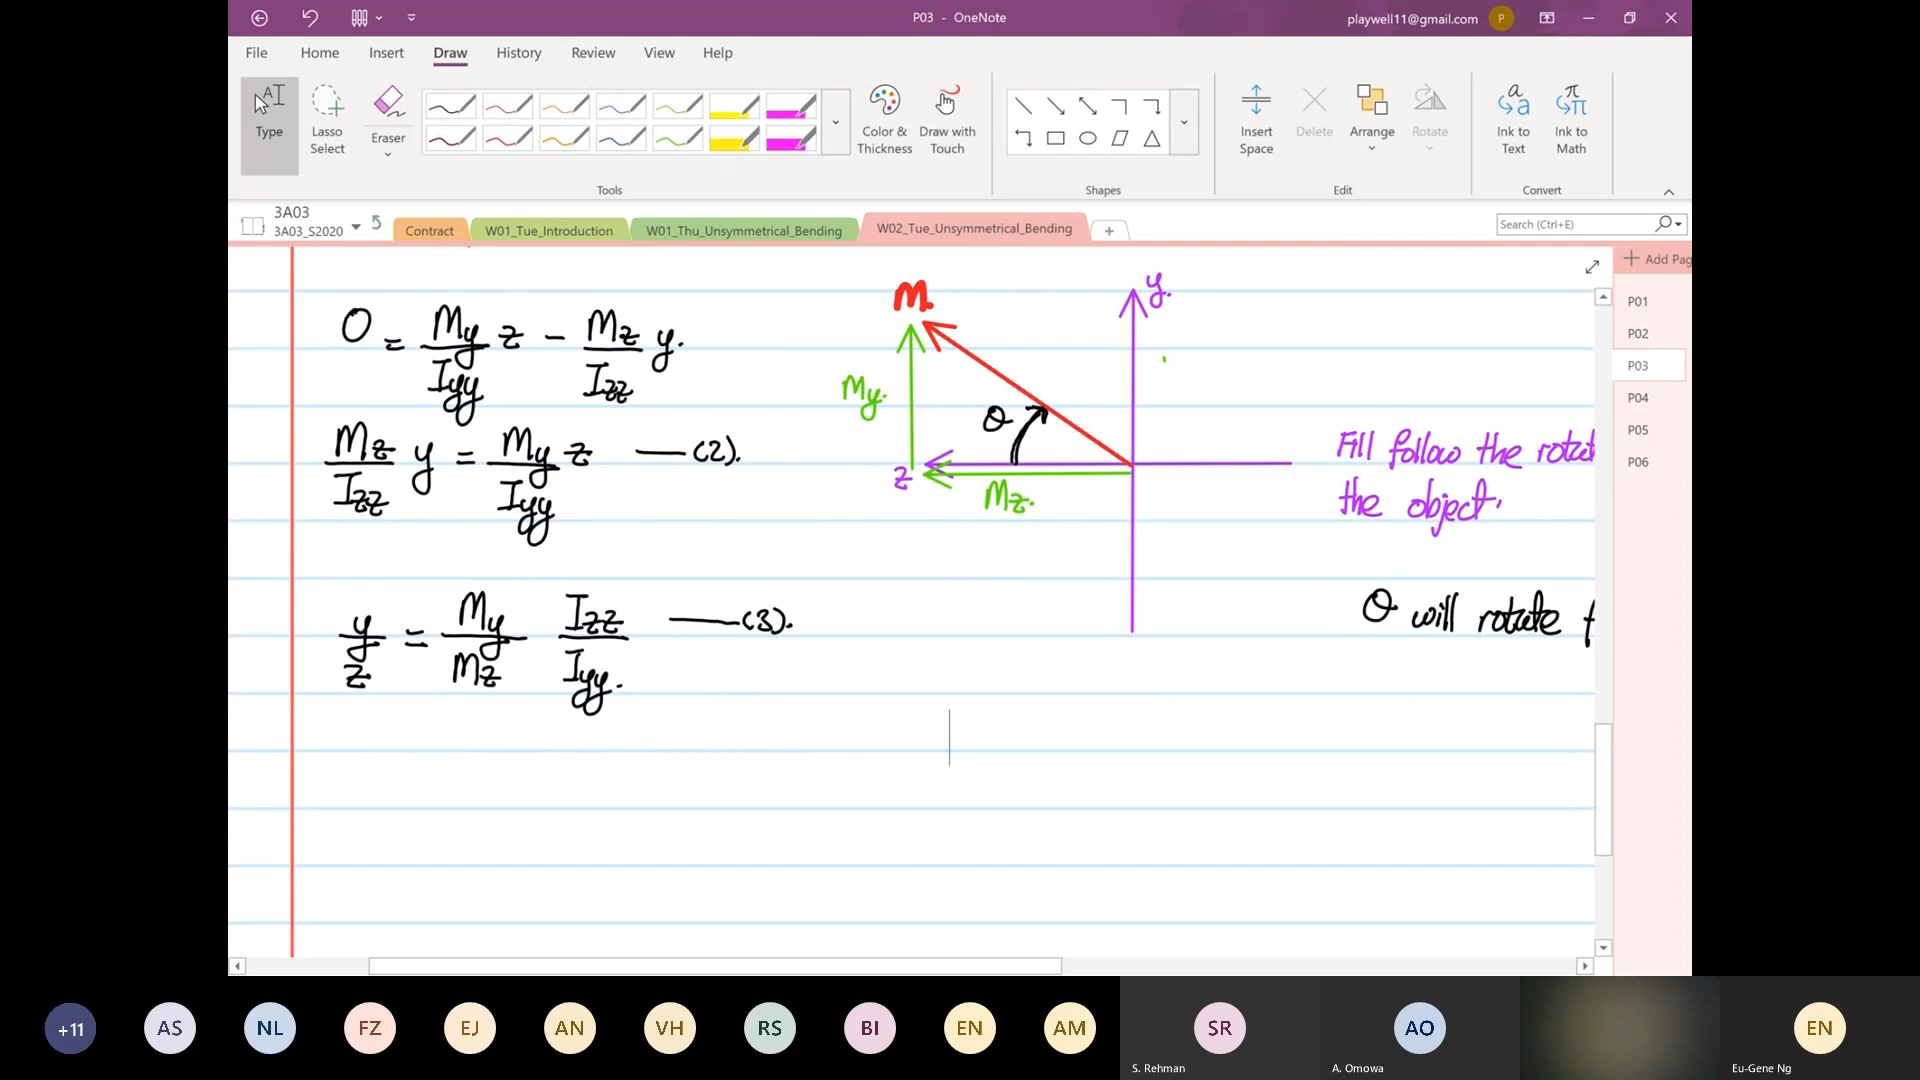 P03 - OneNote
playwell11@gmail.com P
File Home Insert Draw History Review View Help
Type
Lasso Select
Eraser
Color & Thickness
Draw with Touch
Insert Space
Delete
Arrange
Rotate
Ink to Text
Ink to Math
Tools Shapes Edit Convert
3A03
3A03_S2020
Contract W01_Tue_Introduction W01_Thu_Unsymmetrical_Bending W02_Tue_Unsymmetrical_Bending
Search (Ctrl+E)
Add Pag
P01
P02
P03
P04
P05
P06
0 = My/Iyy z - Mz/Izz y.
Mz/Izz y = My/Iyy z —(2).
y/z = My/Mz Izz/Iyy. —(3).
M.
y.
My.
θ
z
Mz.
Fill follow the rotat
the object.
θ will rotate f
+11 AS NL FZ EJ AN VH RS BI EN AM SR AO EN
S. Rehman A. Omowa Eu-Gene Ng